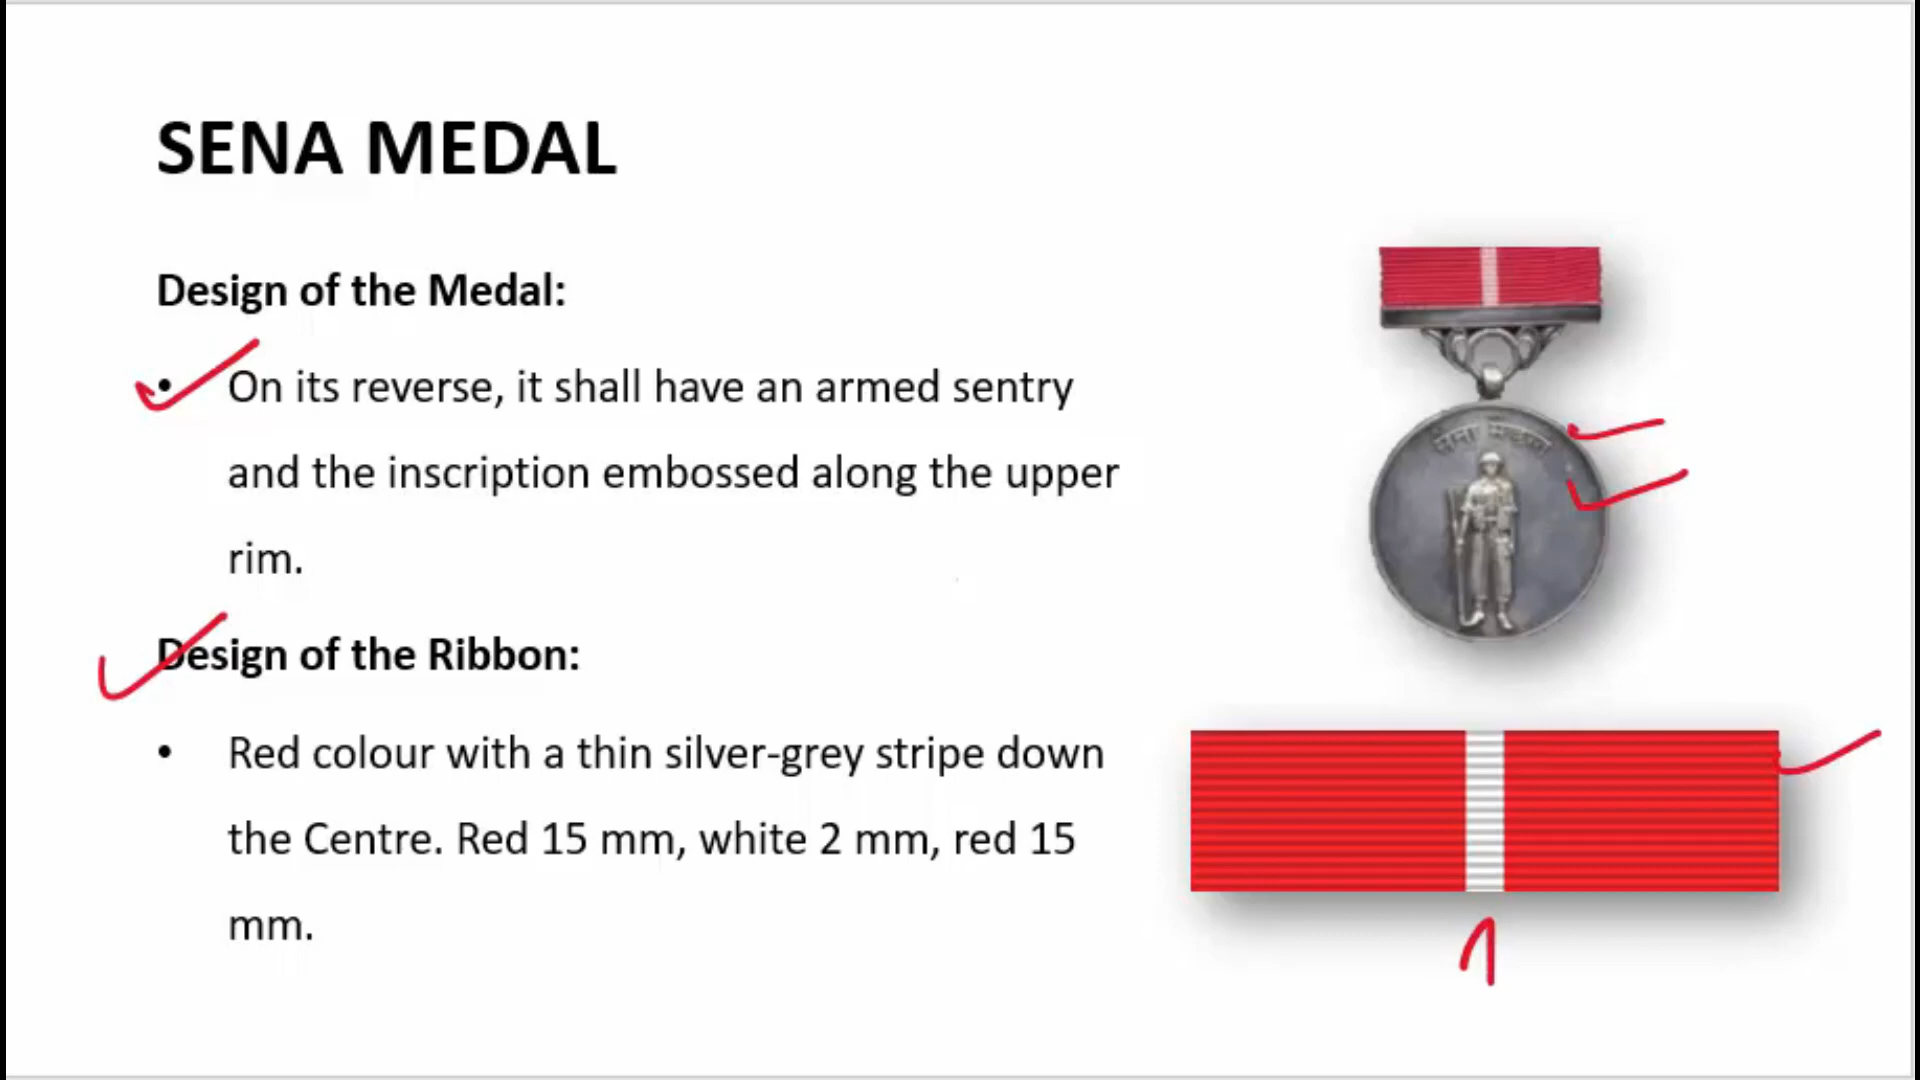 SENA MEDAL
Design of the Medal:
• On its reverse, it shall have an armed sentry
and the inscription embossed along the upper
rim.
Design of the Ribbon:
• Red colour with a thin silver-grey stripe down
the Centre. Red 15 mm, white 2 mm, red 15
mm.
सेना मेडल